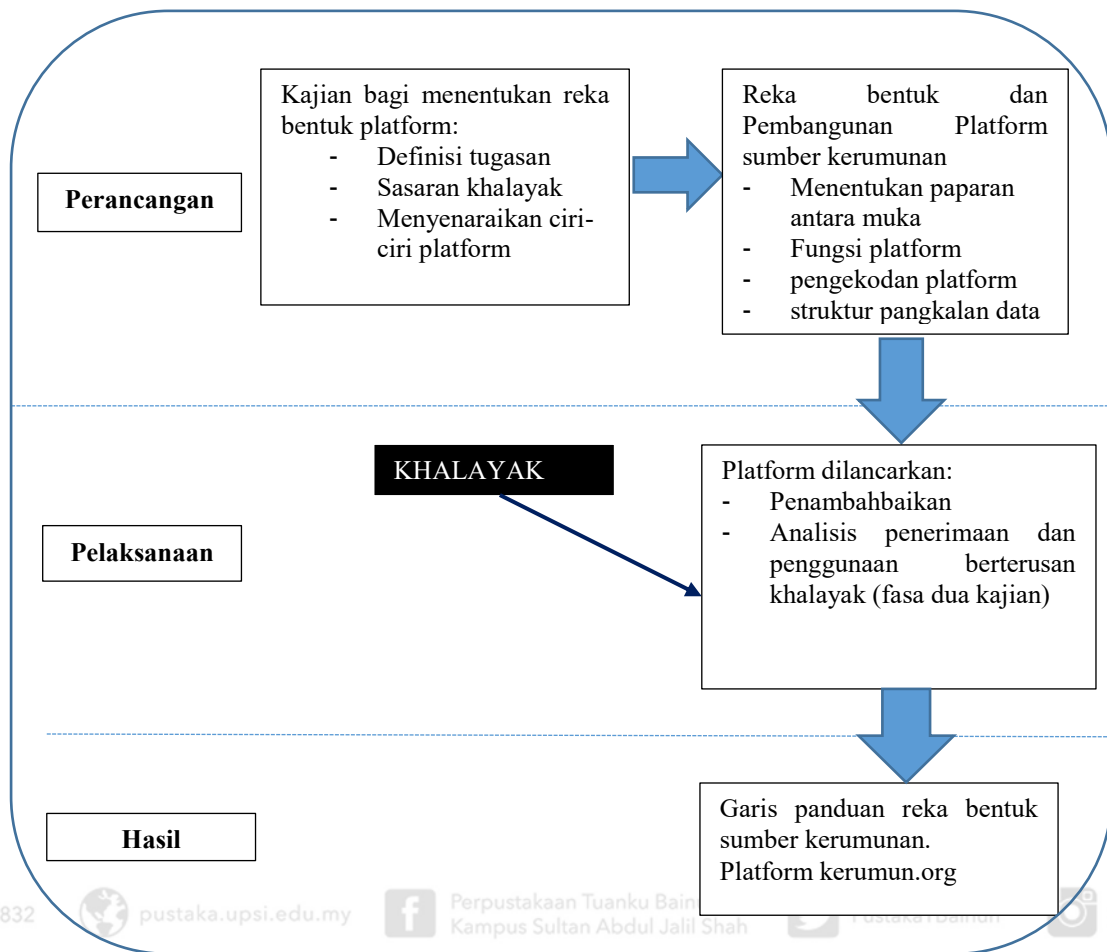 Perancangan
Kajian bagi menentukan reka
bentuk platform:
- Definisi tugasan
- Sasaran khalayak
- Menyenaraikan ciri-
ciri platform
Reka bentuk dan
Pembangunan Platform
sumber kerumunan
- Menentukan paparan
antara muka
- Fungsi platform
- pengekodan platform
- struktur pangkalan data
KHALAYAK
Pelaksanaan
Platform dilancarkan:
- Penambahbaikan
- Analisis penerimaan dan
penggunaan berterusan
khalayak (fasa dua kajian)
Hasil
Garis panduan reka bentuk
sumber kerumunan.
Platform kerumun.org
832
pustaka.upsi.edu.my
f
Perpustakaan Tuanku Bain
Kampus Sultan Abdul Jalil Shah